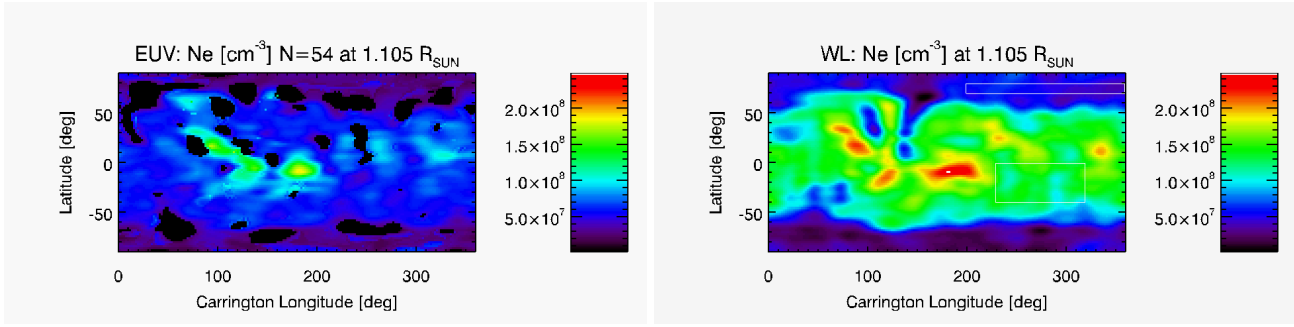 EUV: Ne [cm⁻³] N=54 at 1.105 R_SUN
Latitude [deg]
50
0
-50
0 100 200 300
Carrington Longitude [deg]
2.0×10⁸
1.5×10⁸
1.0×10⁸
5.0×10⁷
WL: Ne [cm⁻³] at 1.105 R_SUN
Latitude [deg]
50
0
-50
0 100 200 300
Carrington Longitude [deg]
2.0×10⁸
1.5×10⁸
1.0×10⁸
5.0×10⁷